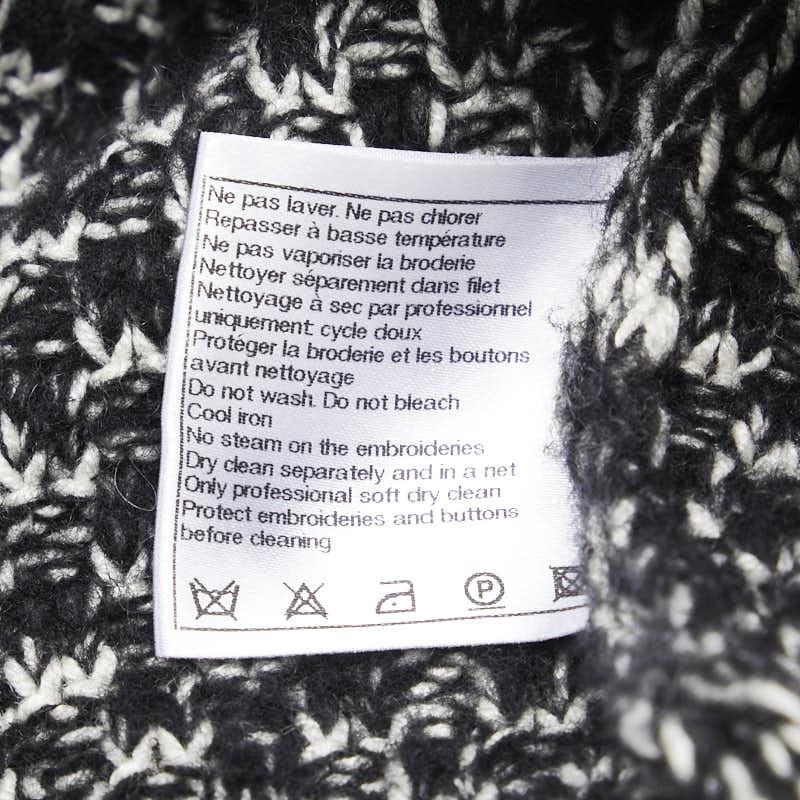 Ne pas laver. Ne pas chlorer
Repasser à basse température
Ne pas vaporiser la broderie
Nettoyer séparement dans filet
Nettoyage à sec par professionnel
uniquement: cycle doux
Protéger la broderie et les boutons
avant nettoyage
Do not wash. Do not bleach
Cool iron
No steam on the embroideries
Dry clean separately and in a net
Only professional soft dry clean
Protect embroideries and buttons
before cleaning
P